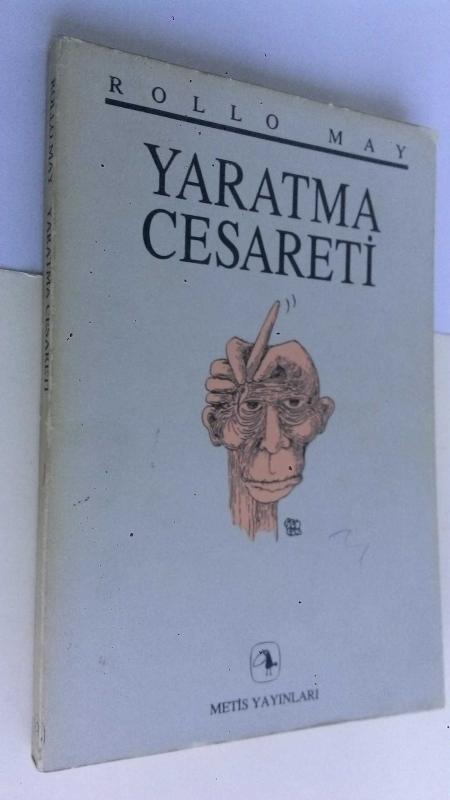 ROLLO MAY
YARATMA
CESARETİ
METİS YAYINLARI
ROLLO MAY YARATMA CESARETİ